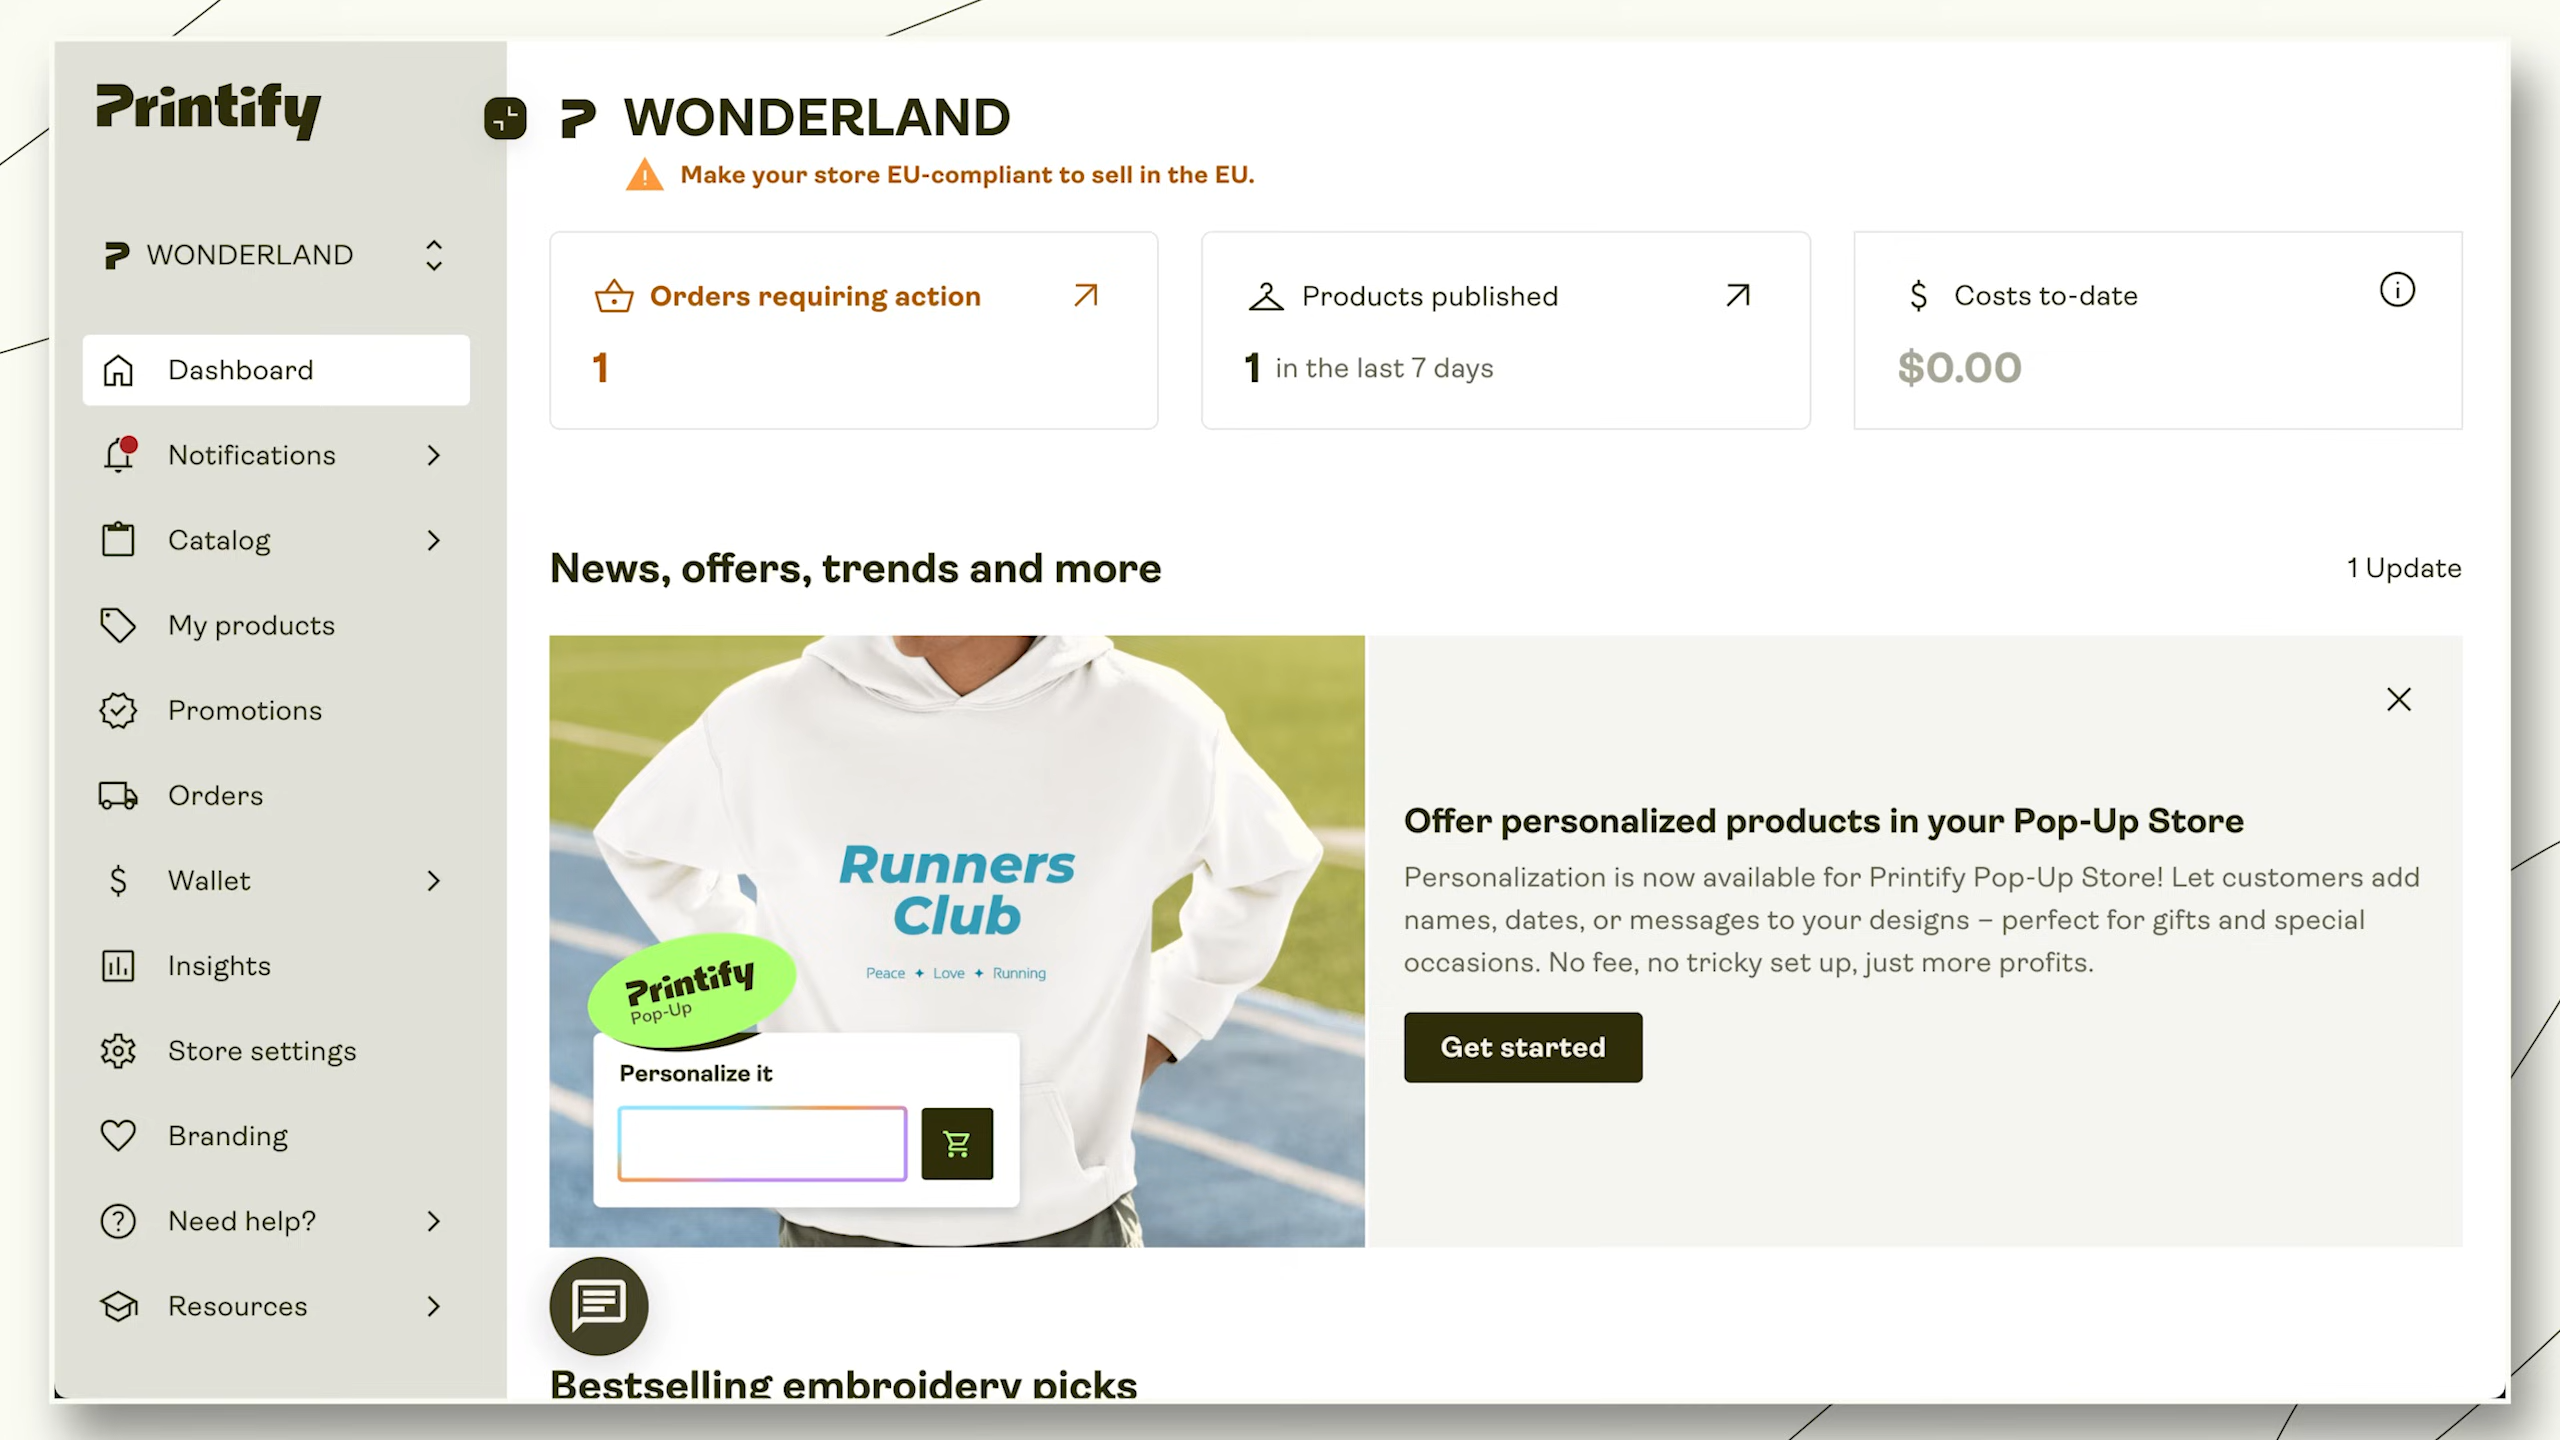 Printify
WONDERLAND
Dashboard
Notifications
Catalog
My products
Promotions
Orders
Wallet
Insights
Store settings
Branding
Need help?
Resources
WONDERLAND
Make your store EU-compliant to sell in the EU.
Orders requiring action
1
Products published
1 in the last 7 days
Costs to-date
$0.00
News, offers, trends and more
1 Update
Runners
Club
Peace ✦ Love ✦ Running
Printify
Pop-Up
Personalize it
Offer personalized products in your Pop-Up Store
Personalization is now available for Printify Pop-Up Store! Let customers add
names, dates, or messages to your designs – perfect for gifts and special
occasions. No fee, no tricky set up, just more profits.
Get started
Bestselling embroidery picks